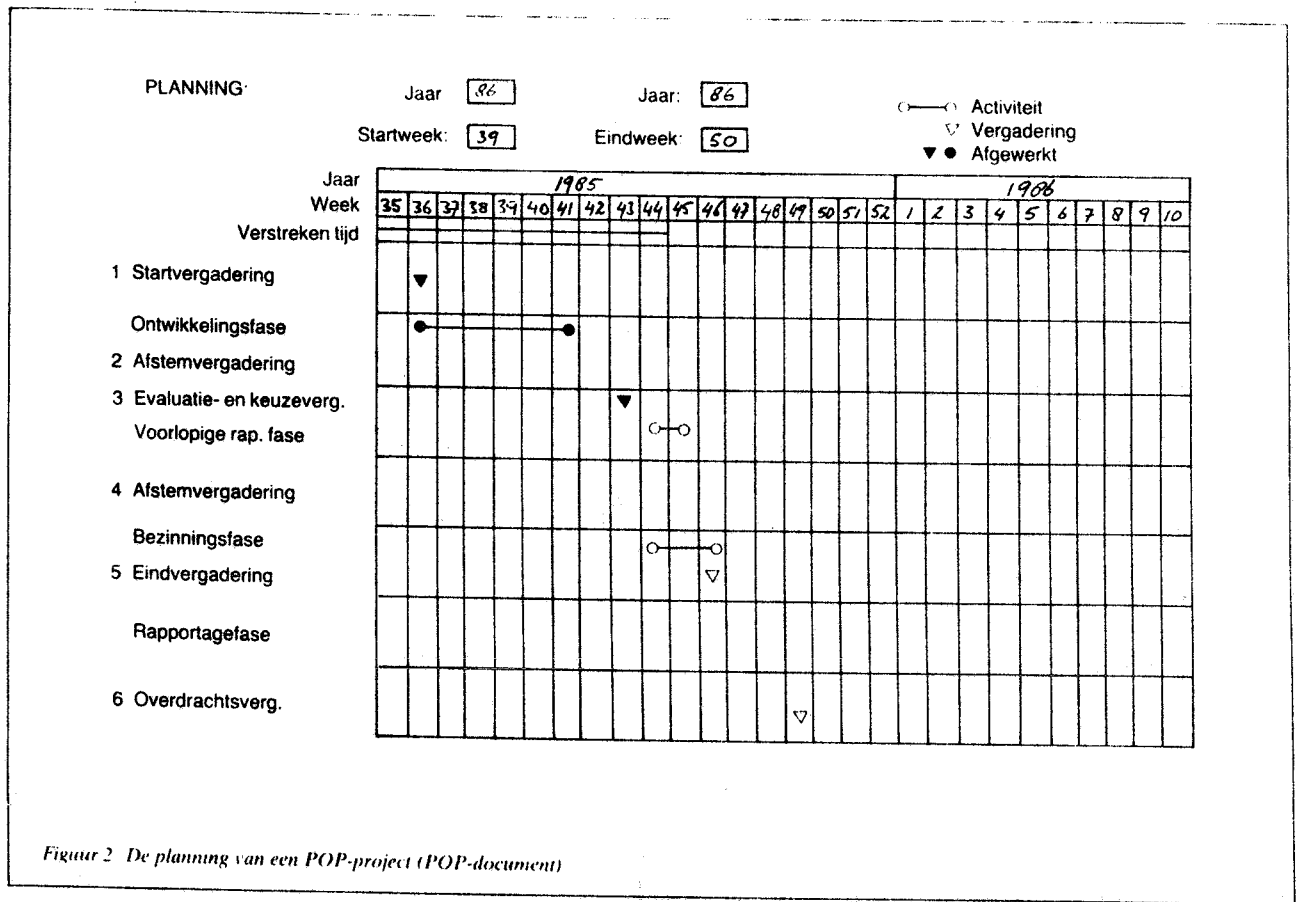 PLANNING:
Jaar 86 Jaar: 86
Startweek: 39 Eindweek: 50
Activiteit
Vergadering
Afgewerkt
Jaar 1985 1986
Week 35 36 37 38 39 40 41 42 43 44 45 46 47 48 49 50 51 52 1 2 3 4 5 6 7 8 9 10
Verstreken tijd
1 Startvergadering
Ontwikkelingsfase
2 Afstemvergadering
3 Evaluatie- en keuzeverg.
Voorlopige rap. fase
4 Afstemvergadering
Bezinningsfase
5 Eindvergadering
Rapportagefase
6 Overdrachtsverg.
Figuur 2 De planning van een POP-project (POP-document)